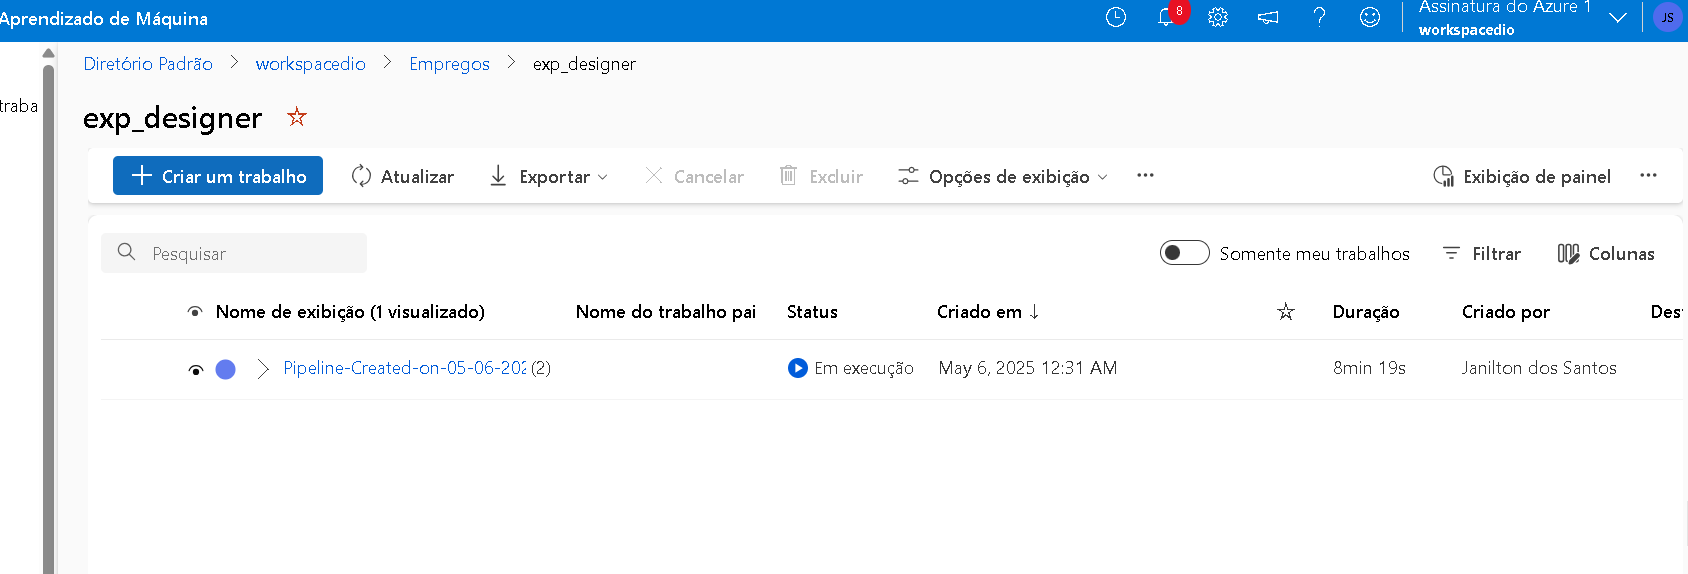 Aprendizado de Máquina
8
Assinatura do Azure 1
workspacedio
JS
Diretório Padrão > workspacedio > Empregos > exp_designer
traba
exp_designer
Criar um trabalho Atualizar Exportar Cancelar Excluir Opções de exibição ... Exibição de painel ...
Pesquisar Somente meu trabalhos Filtrar Colunas
Nome de exibição (1 visualizado) Nome do trabalho pai Status Criado em ↓ Duração Criado por Des
Pipeline-Created-on-05-06-202 (2) Em execução May 6, 2025 12:31 AM 8min 19s Janilton dos Santos